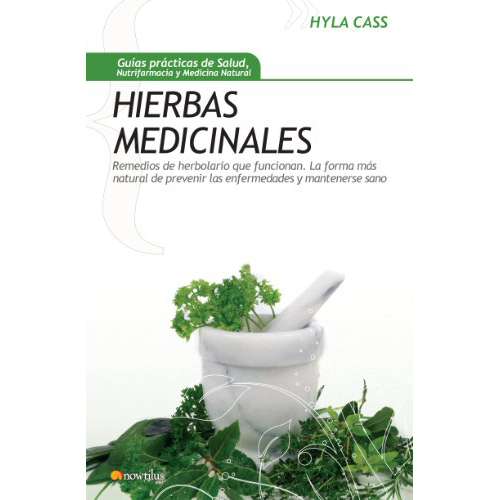 HYLA CASS
Guías prácticas de Salud,
Nutrifarmacia y Medicina Natural
HIERBAS
MEDICINALES
Remedios de herbolario que funcionan. La forma más
natural de prevenir las enfermedades y mantenerse sano
nowtilus